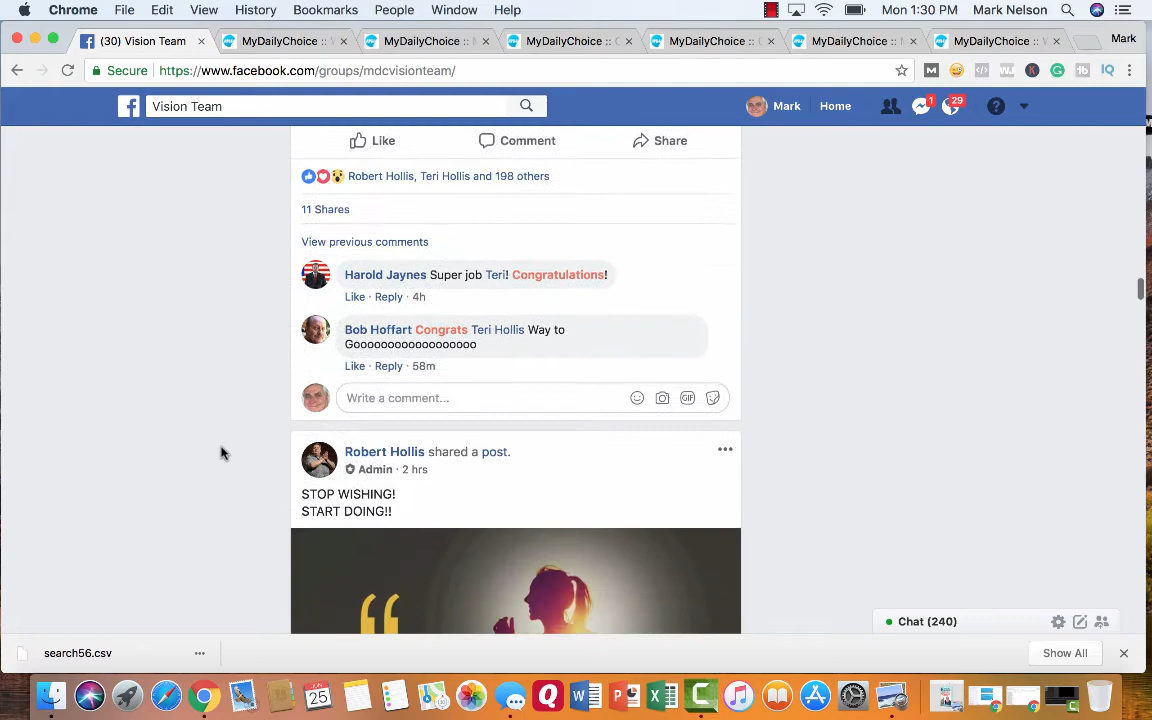 Chrome File Edit View History Bookmarks People Window Help Mon 1:30 PM Mark Nelson
(30) Vision Team MyDailyChoice :: MyDailyChoice :: MyDailyChoice :: MyDailyChoice :: MyDailyChoice :: MyDailyChoice :: Mark
Secure https://www.facebook.com/groups/mdcvisionteam/
Vision Team Mark Home 1 29
Like Comment Share
Robert Hollis, Teri Hollis and 198 others
11 Shares
View previous comments
Harold Jaynes Super job Teri! Congratulations!
Like · Reply · 4h
Bob Hoffart Congrats Teri Hollis Way to
Gooooooooooooooooo
Like · Reply · 58m
Write a comment... GIF
Robert Hollis shared a post.
Admin · 2 hrs
STOP WISHING!
START DOING!!
“
Chat (240)
search56.csv Show All
25